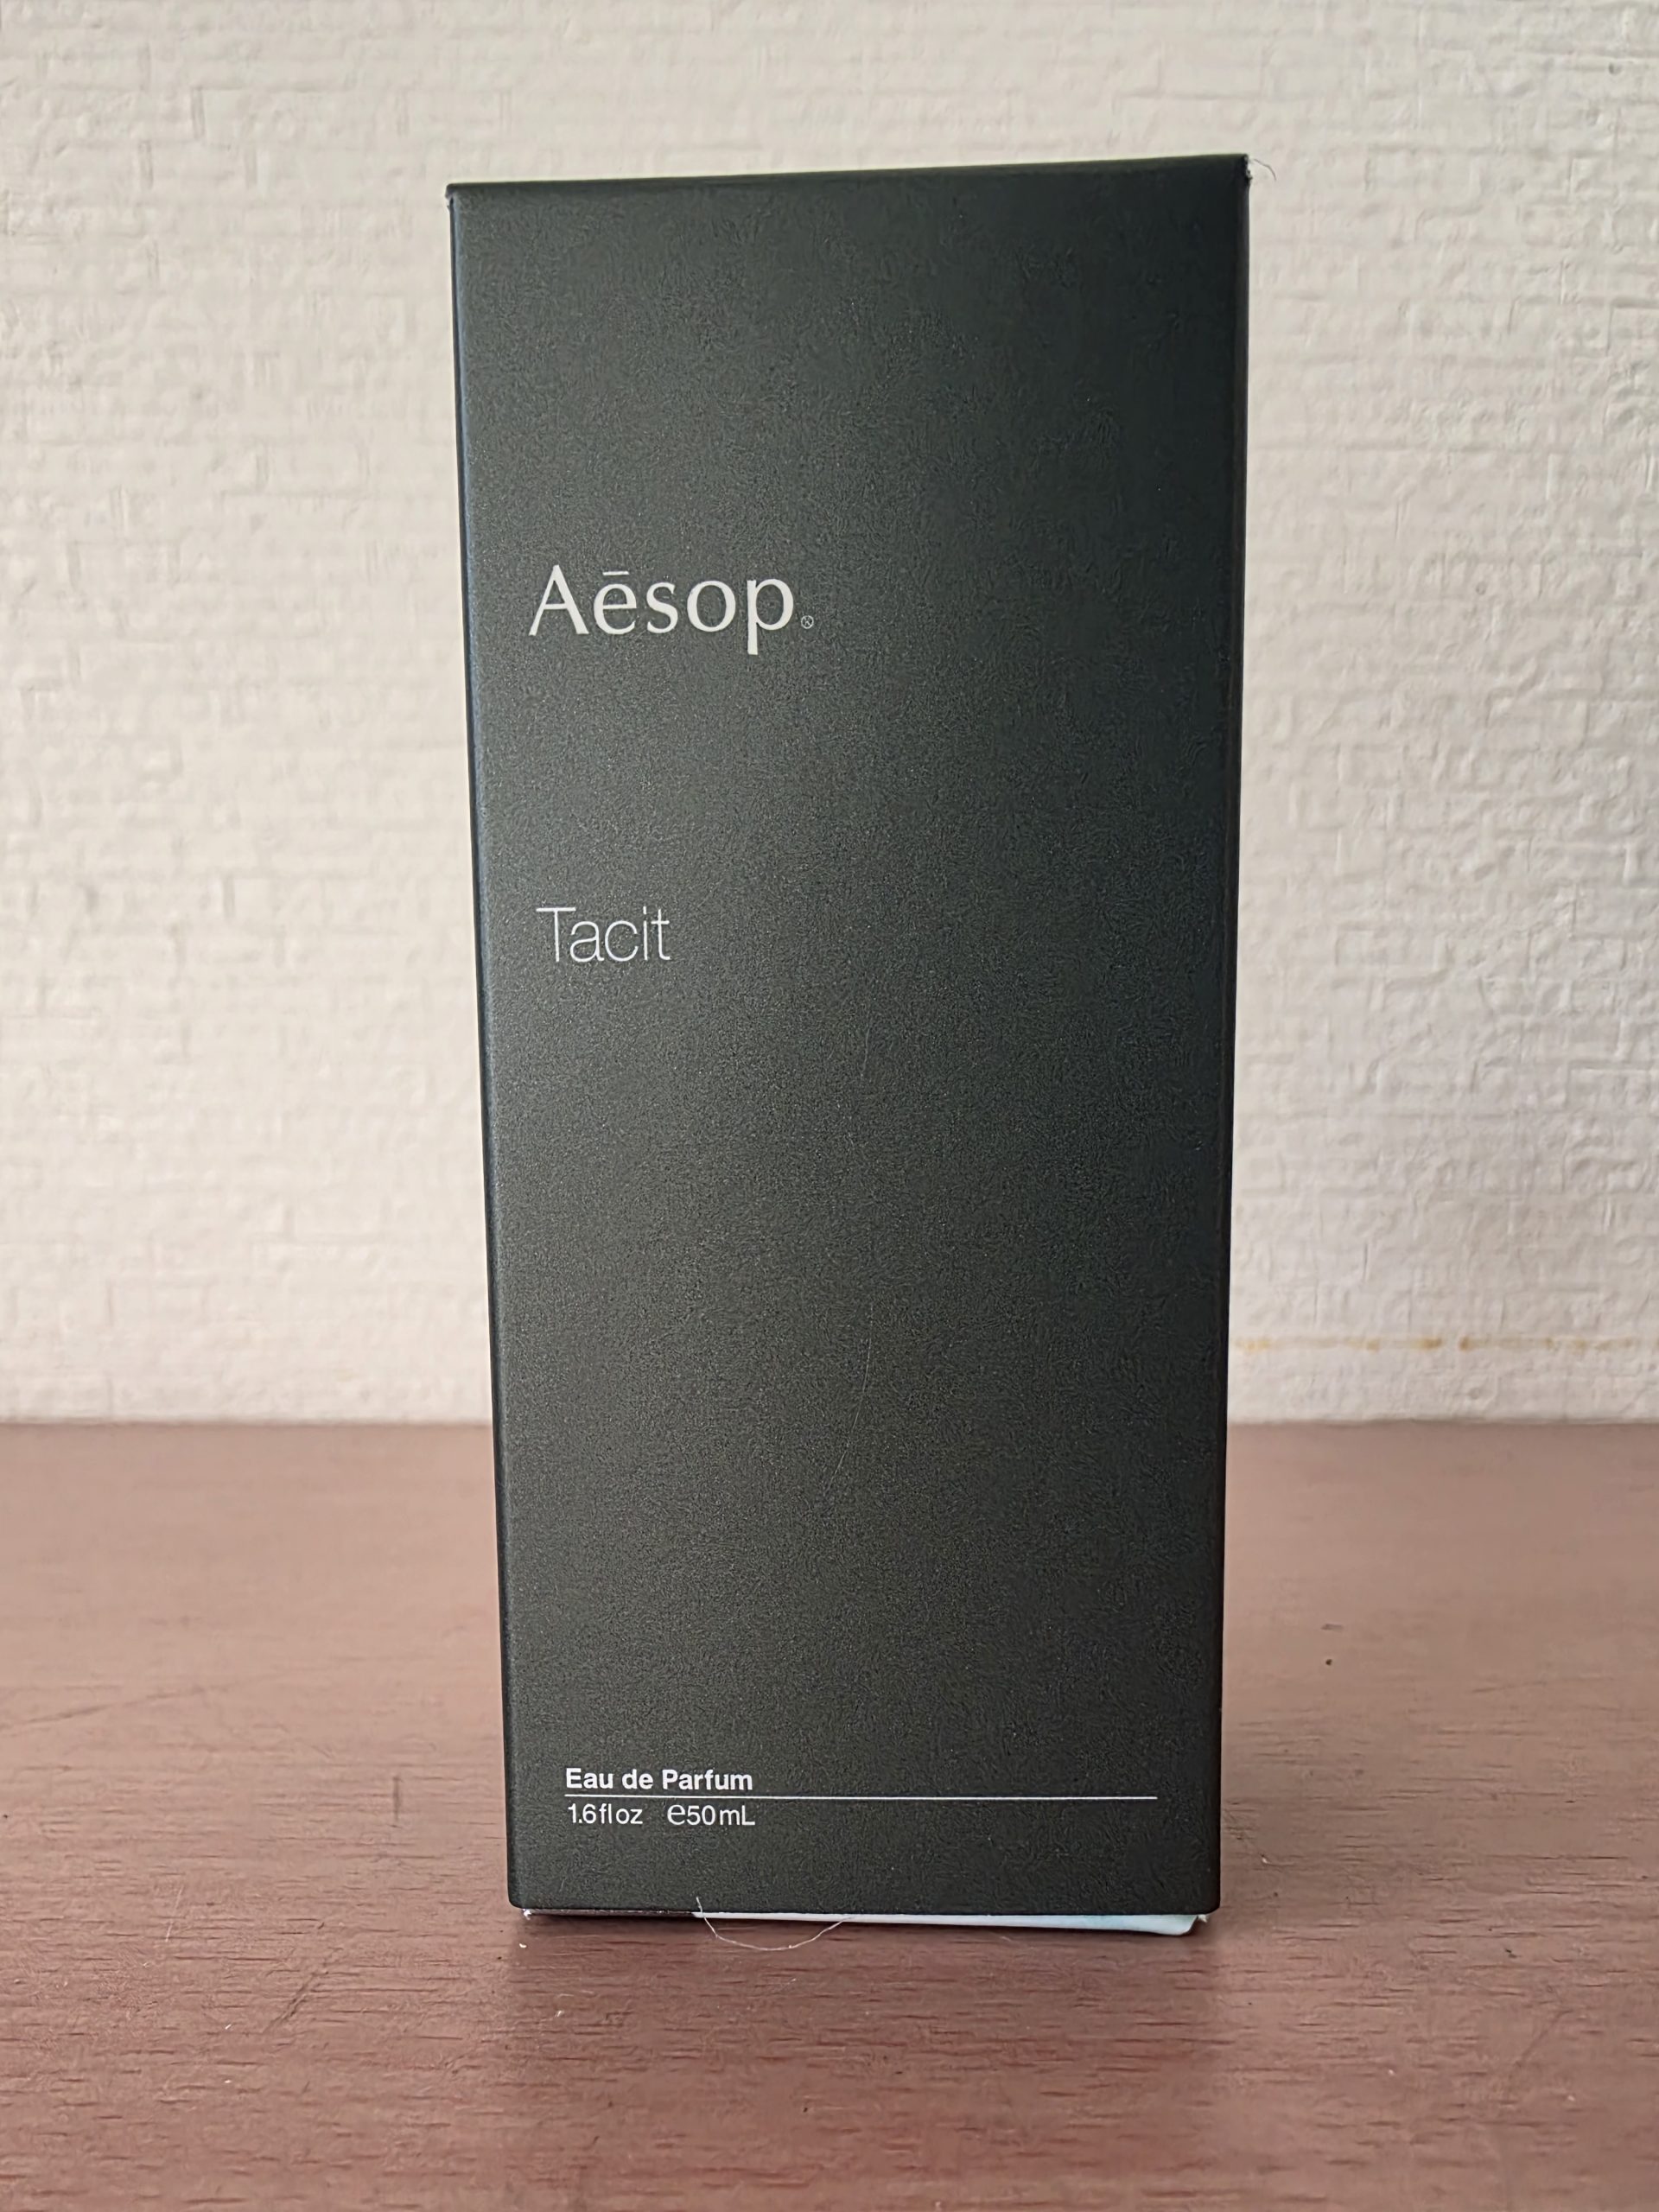 Aēsop®
Tacit
Eau de Parfum
1.6 fl oz ℮50 mL